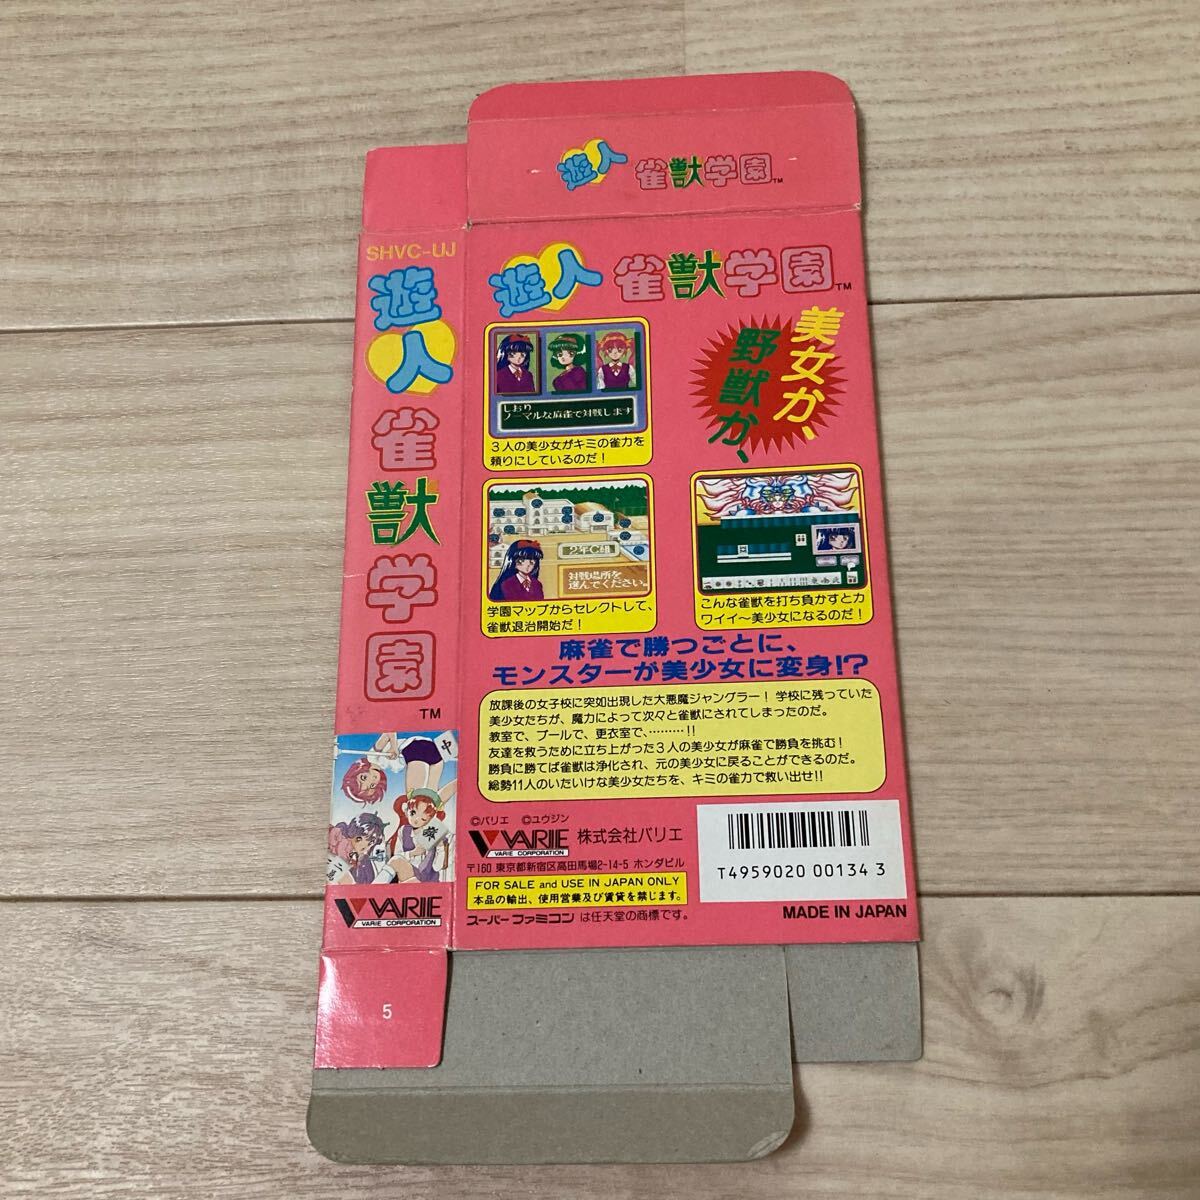 遊人 雀獣学園™
SHVC-UJ
遊人
雀獣学園
TM
中
發
一萬
VARIE
VARIE CORPORATION
5
遊人 雀獣学園™
美女か、
野獣か、
しおり
ノーマルな麻雀で対戦します
3人の美少女がキミの雀力を
頼りにしているのだ!
2年C組
対戦場所を
選んでください。
学園マップからセレクトして、
雀獣退治開始だ!
こんな雀獣を打ち負かすとカ
ワイイ〜美少女になるのだ!
麻雀で勝つごとに、
モンスターが美少女に変身!?
放課後の女子校に突如出現した大悪魔ジャングラー! 学校に残っていた
美少女たちが、魔力によって次々と雀獣にされてしまったのだ。
教室で、プールで、更衣室で、………!!
友達を救うために立ち上がった3人の美少女が麻雀で勝負を挑む!
勝負に勝てば雀獣は浄化され、元の美少女に戻ることができるのだ。
総勢11人のいたいけな美少女たちを、キミの雀力で救い出せ!!
©バリエ ©ユウジン
VARIE 株式会社バリエ
VARIE CORPORATION
〒160 東京都新宿区高田馬場2-14-5 ホンダビル
FOR SALE and USE IN JAPAN ONLY
本品の輸出、使用営業及び賃貸を禁じます。
スーパーファミコン は任天堂の商標です。
T4959020 00134 3
MADE IN JAPAN